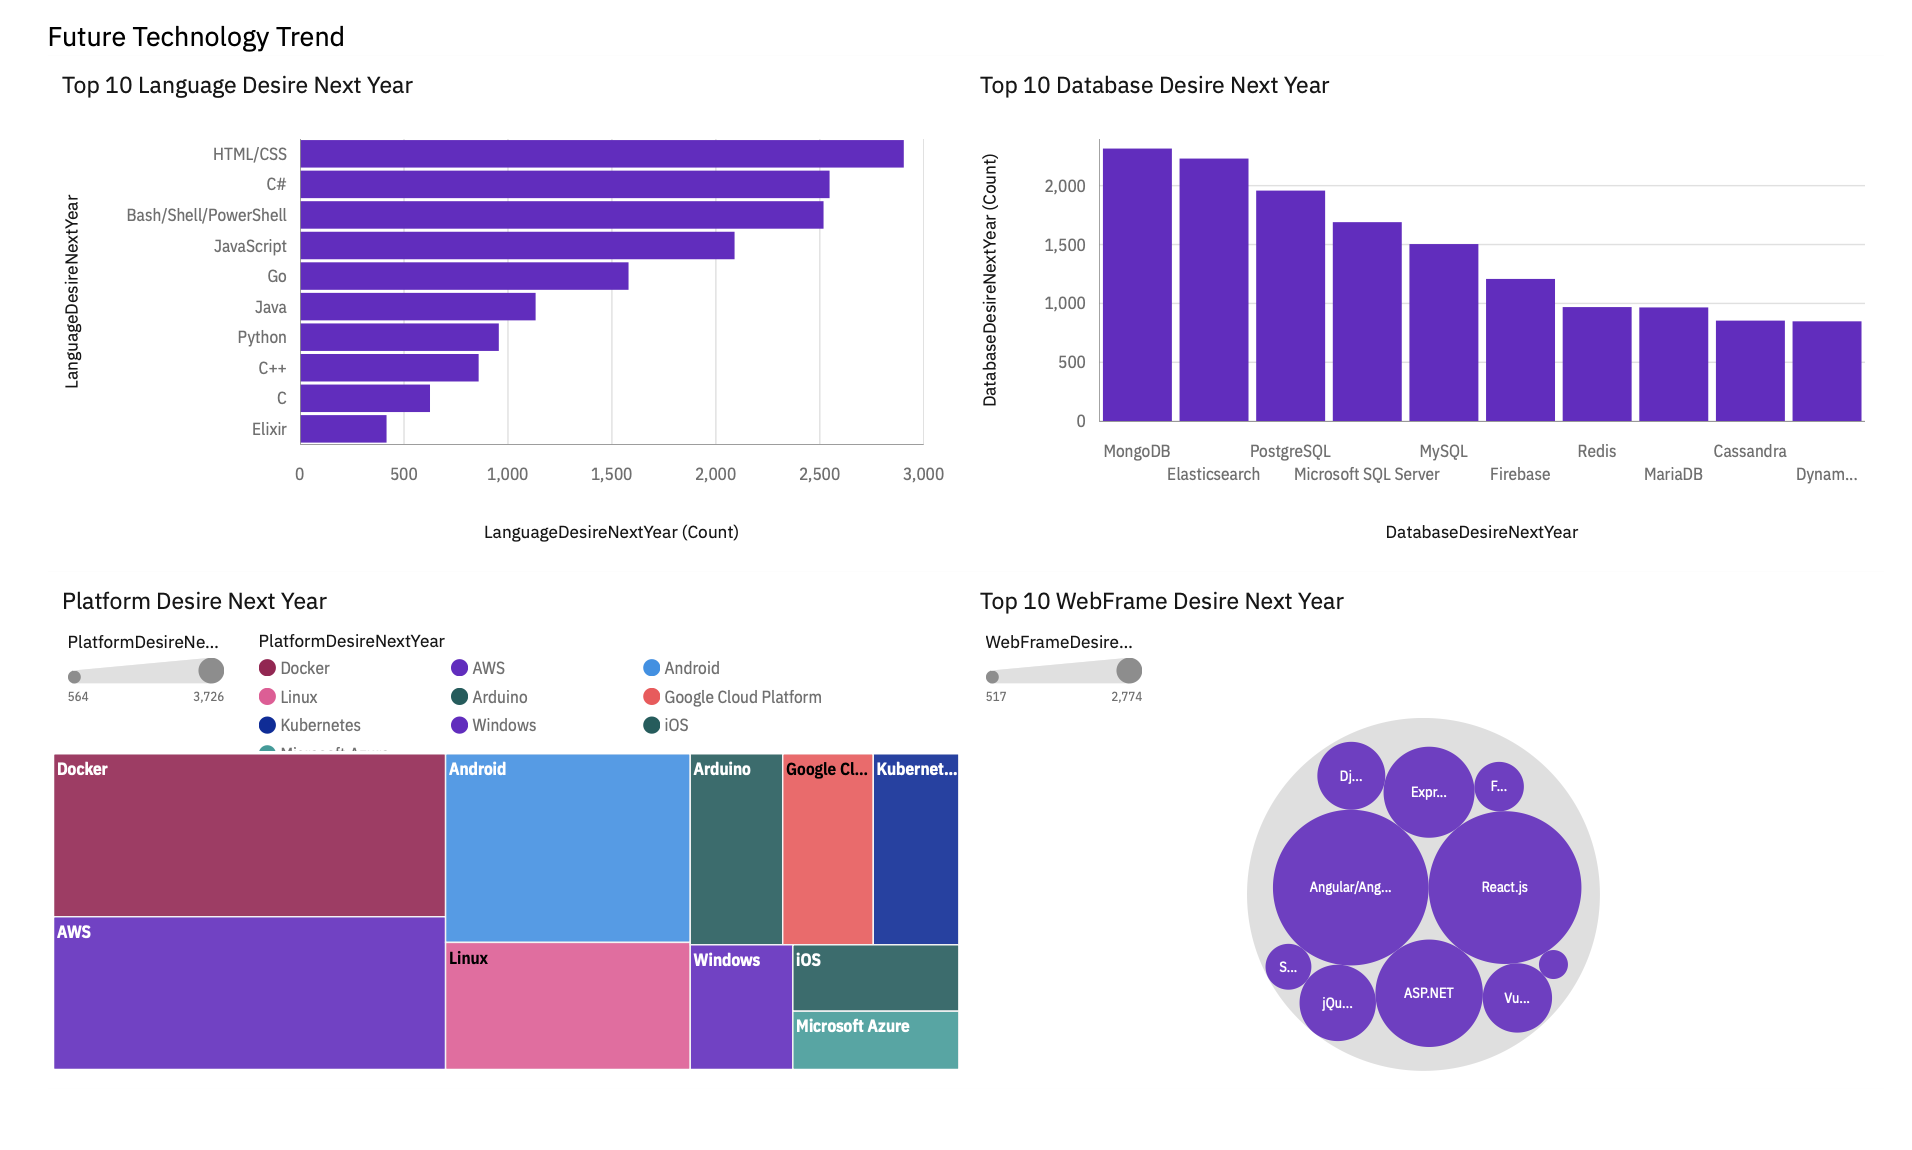 Future Technology Trend
Top 10 Language Desire Next Year
LanguageDesireNextYear
HTML/CSS
C#
Bash/Shell/PowerShell
JavaScript
Go
Java
Python
C++
C
Elixir
0 500 1,000 1,500 2,000 2,500 3,000
LanguageDesireNextYear (Count)
Top 10 Database Desire Next Year
DatabaseDesireNextYear (Count)
2,000
1,500
1,000
500
0
MongoDB PostgreSQL MySQL Redis Cassandra
Elasticsearch Microsoft SQL Server Firebase MariaDB Dynam...
DatabaseDesireNextYear
Platform Desire Next Year
PlatformDesireNe...
564 3,726
PlatformDesireNextYear
Docker AWS Android
Linux Arduino Google Cloud Platform
Kubernetes Windows iOS
Microsoft Azure
Docker Android Arduino Google Cl... Kubernet...
AWS
Linux Windows iOS
Microsoft Azure
Top 10 WebFrame Desire Next Year
WebFrameDesire...
517 2,774
Dj... Expr... F...
Angular/Ang... React.js
S...
jQu... ASP.NET Vu...